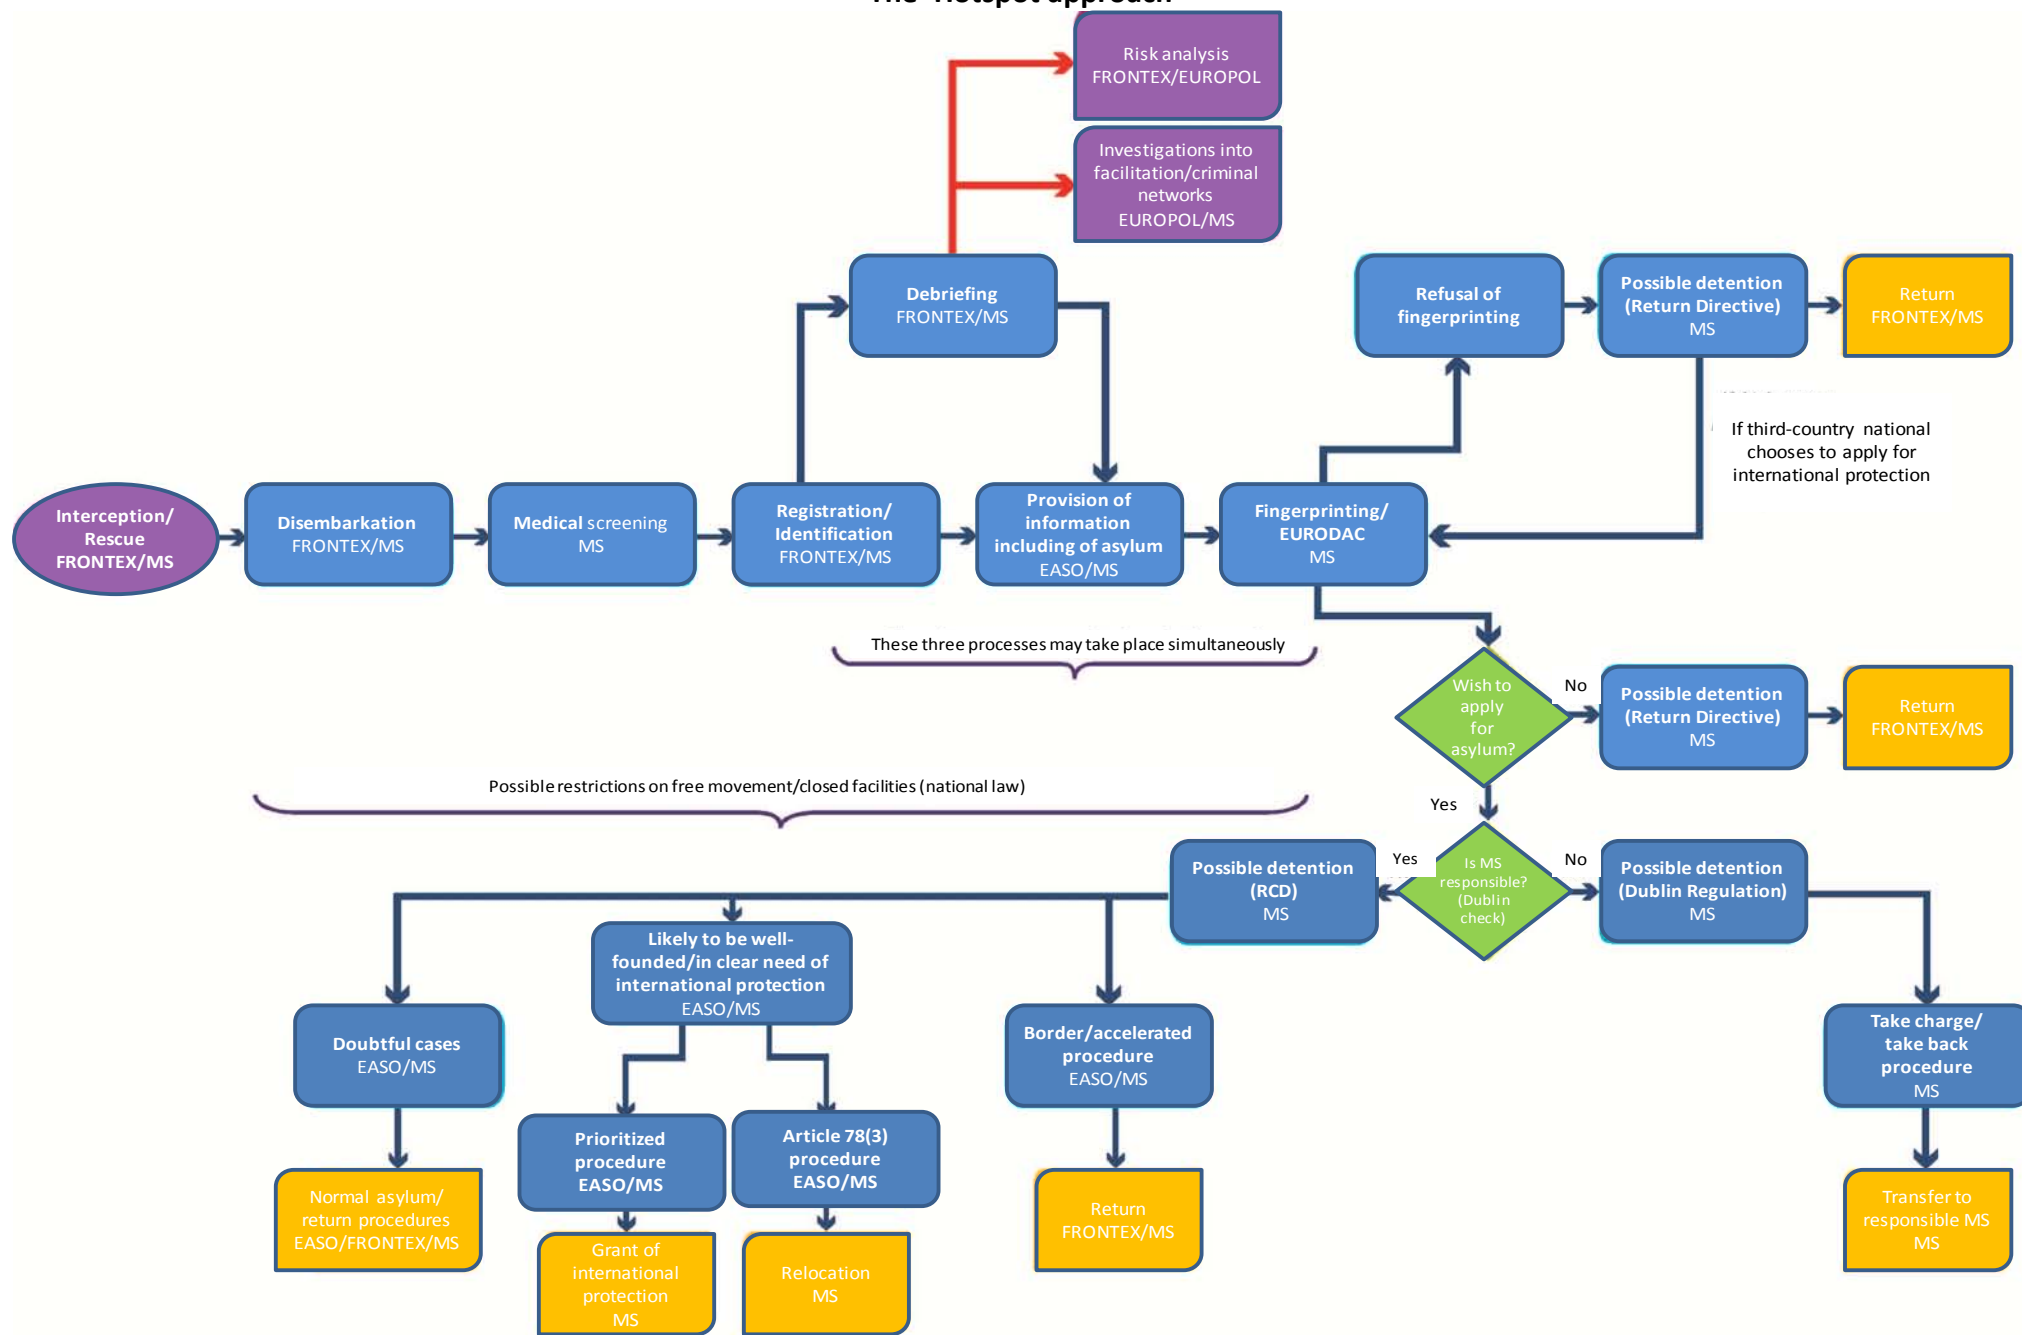 The 'Hotspot approach'
Risk analysis
FRONTEX/EUROPOL
Investigations into
facilitation/criminal
networks
EUROPOL/MS
Debriefing
FRONTEX/MS
Refusal of
fingerprinting
Possible detention
(Return Directive)
MS
Return
FRONTEX/MS
If third-country national
chooses to apply for
international protection
Interception/
Rescue
FRONTEX/MS
Disembarkation
FRONTEX/MS
Medical screening
MS
Registration/
Identification
FRONTEX/MS
Provision of
information
including of asylum
EASO/MS
Fingerprinting/
EURODAC
MS
These three processes may take place simultaneously
Wish to
apply
for
asylum?
No
Possible detention
(Return Directive)
MS
Return
FRONTEX/MS
Possible restrictions on free movement/closed facilities (national law)
Yes
Possible detention
(RCD)
MS
Yes
Is MS
responsible?
(Dublin
check)
No
Possible detention
(Dublin Regulation)
MS
Likely to be well-
founded/in clear need of
international protection
EASO/MS
Doubtful cases
EASO/MS
Border/accelerated
procedure
EASO/MS
Take charge/
take back
procedure
MS
Prioritized
procedure
EASO/MS
Article 78(3)
procedure
EASO/MS
Normal asylum/
return procedures
EASO/FRONTEX/MS
Grant of
international
protection
MS
Relocation
MS
Return
FRONTEX/MS
Transfer to
responsible MS
MS